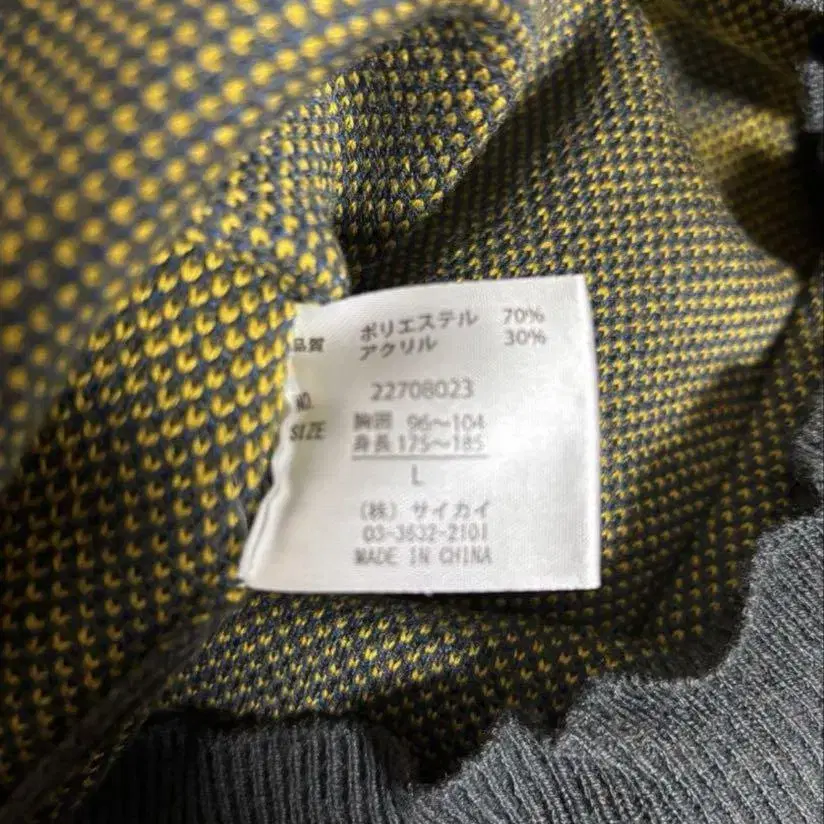 品質 ポリエステル 70%
アクリル 30%
NO. 22708023
SIZE 胸囲 96～104
身長 175～185
L
(株) サイカイ
03-3632-2101
MADE IN CHINA